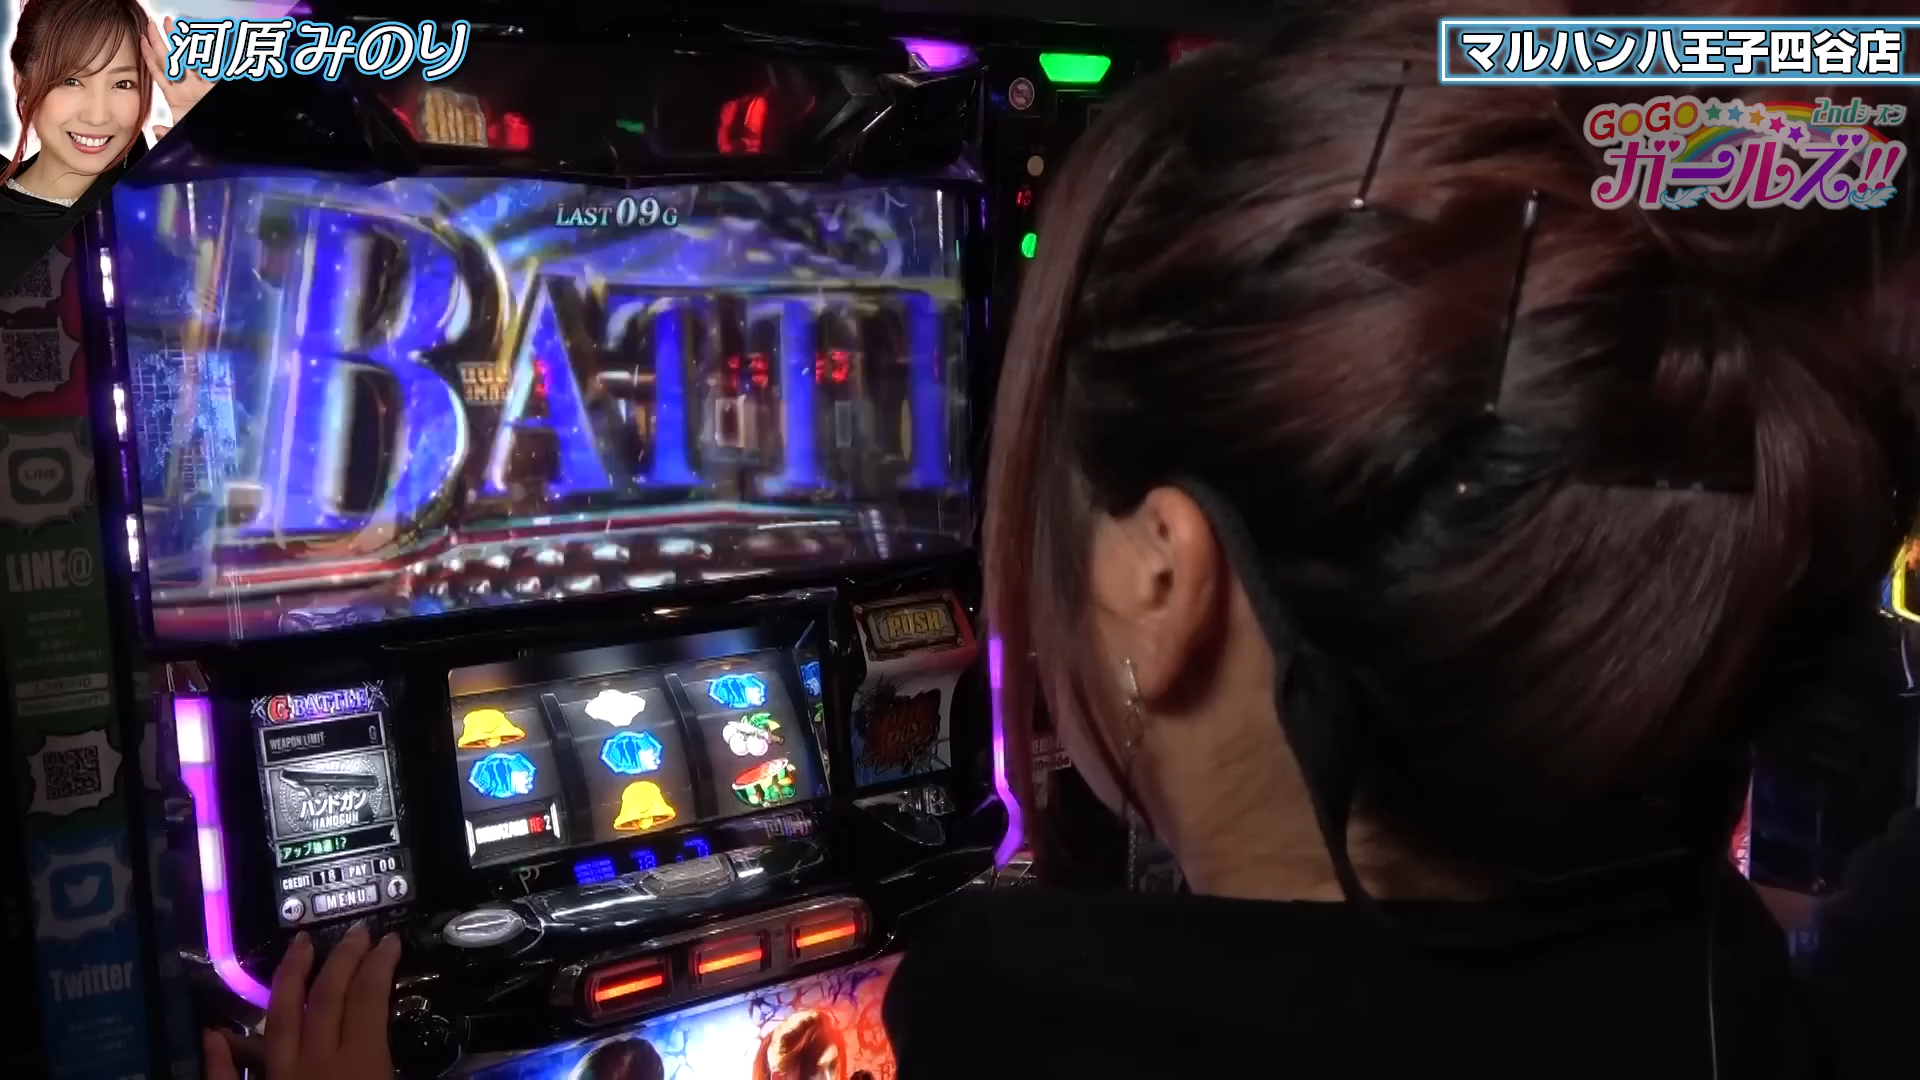 河原みのり
マルハン八王子四谷店
GOGO
2ndシーズン
ガールズ!!
LAST 09G
BATTL
LINE
LINE@
Twitter
PUSH
G-BATTLE
WEAPON LIMIT
ハンドガン
HANDGUN
アップ抽選!?
CREDIT 18 PAY 00
MENU